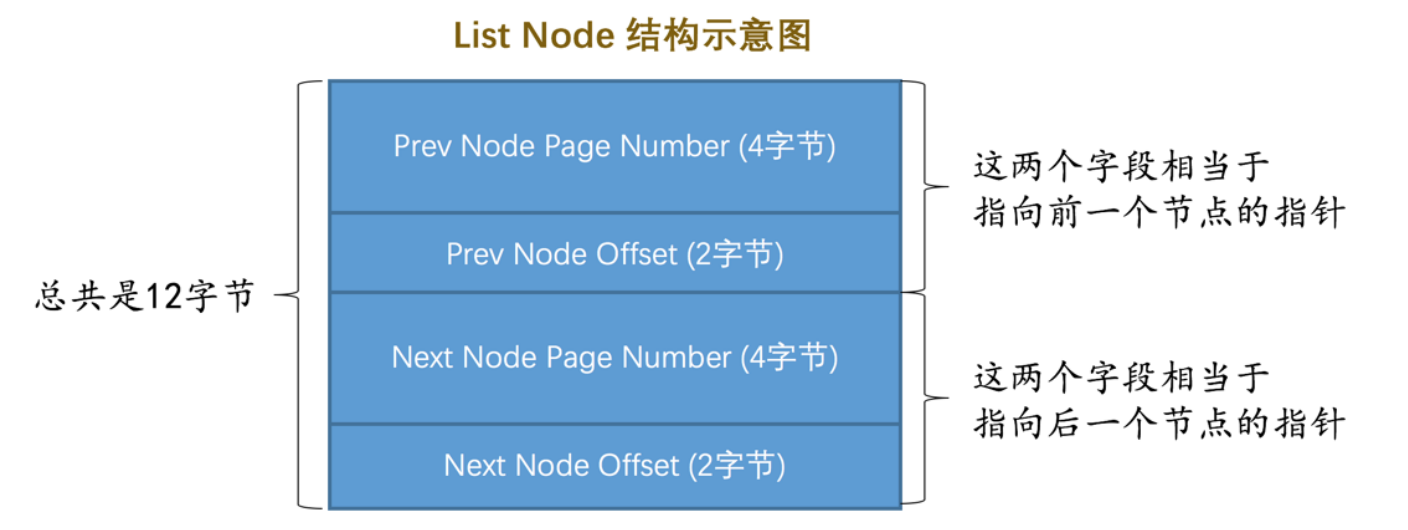 List Node 结构示意图
Prev Node Page Number (4字节)
Prev Node Offset (2字节)
Next Node Page Number (4字节)
Next Node Offset (2字节)
总共是12字节
这两个字段相当于
指向前一个节点的指针
这两个字段相当于
指向后一个节点的指针